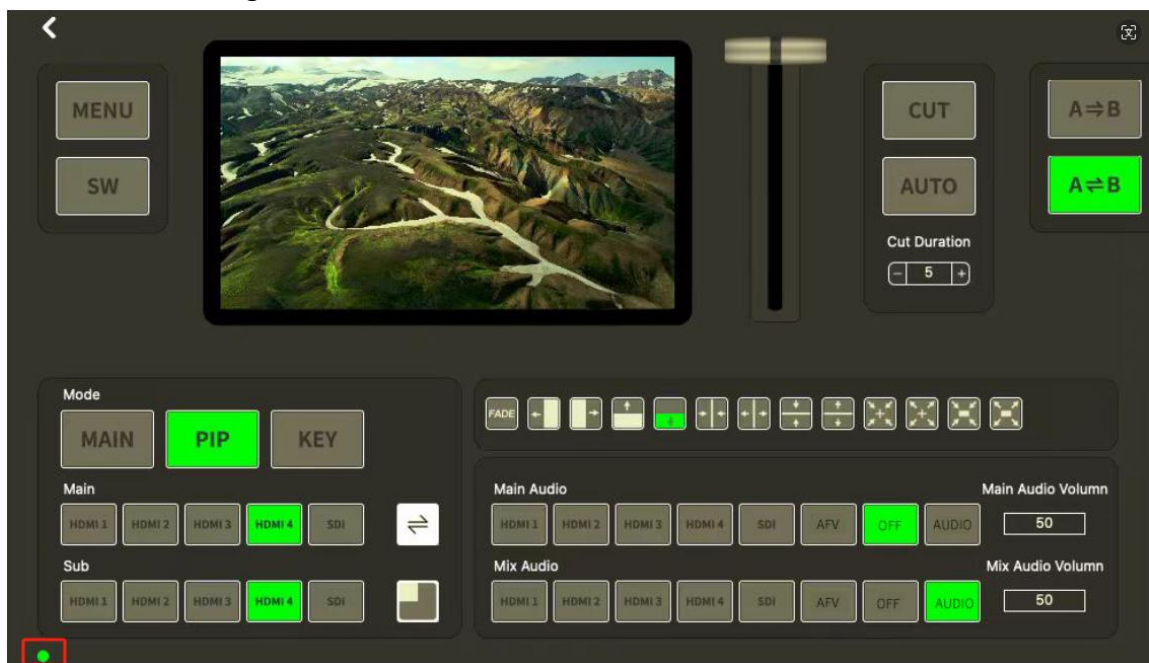 MENU
CUT
A⇌B
SW
AUTO
A⇌B
Cut Duration
- 5 +
Mode
MAIN PIP KEY
FADE
Main
HDMI 1 HDMI 2 HDMI 3 HDMI 4 SDI
Sub
HDMI 1 HDMI 2 HDMI 3 HDMI 4 SDI
Main Audio
Main Audio Volumn
HDMI 1 HDMI 2 HDMI 3 HDMI 4 SDI AFV OFF AUDIO 50
Mix Audio
Mix Audio Volumn
HDMI 1 HDMI 2 HDMI 3 HDMI 4 SDI AFV OFF AUDIO 50